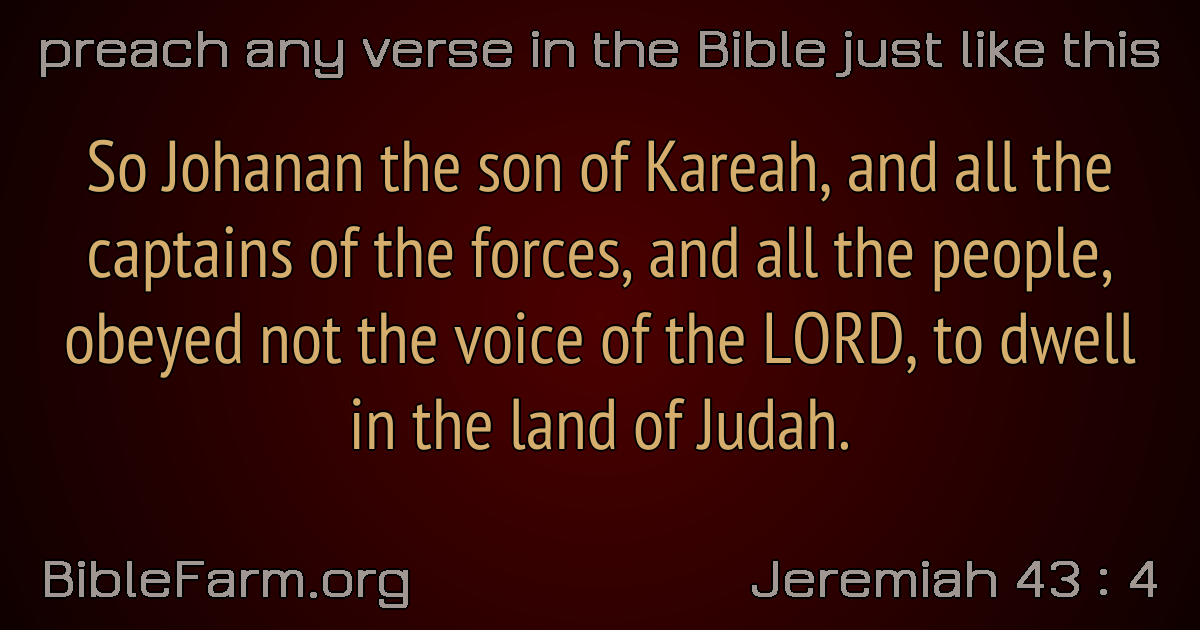 preach any verse in the Bible just like this
So Johanan the son of Kareah, and all the
captains of the forces, and all the people,
obeyed not the voice of the LORD, to dwell
in the land of Judah.
BibleFarm.org
Jeremiah 43 : 4